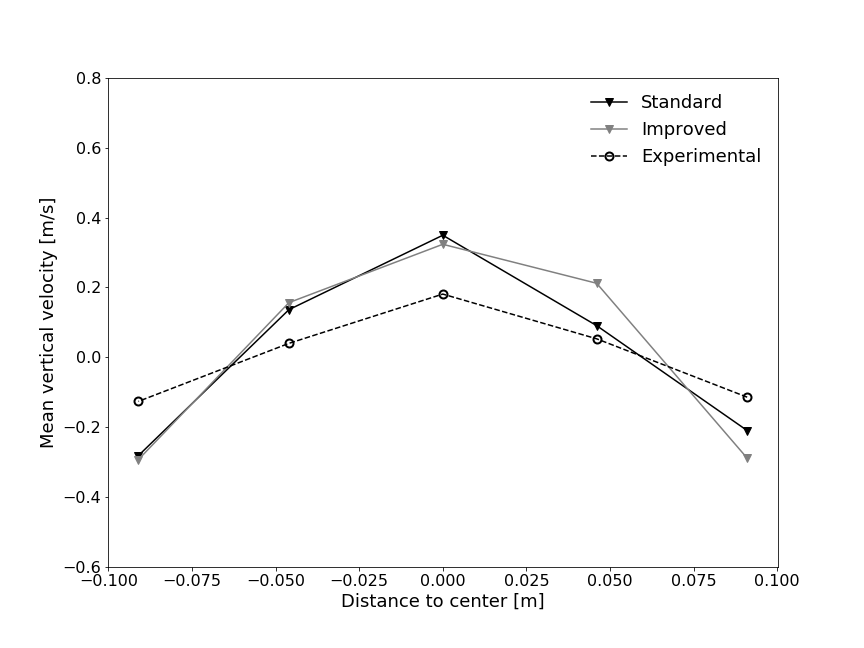 0.8
0.6
0.4
0.2
0.0
−0.2
−0.4
−0.6
Mean vertical velocity [m/s]
Standard
Improved
Experimental
−0.100 −0.075 −0.050 −0.025 0.000 0.025 0.050 0.075 0.100
Distance to center [m]